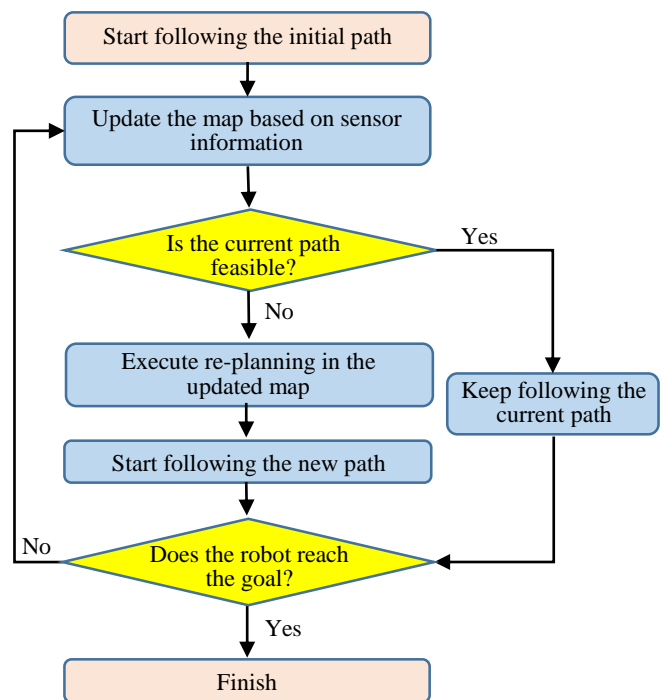 Start following the initial path
Update the map based on sensor
information
Is the current path
feasible?
Yes
No
Execute re-planning in the
updated map
Keep following the
current path
Start following the new path
Does the robot reach
the goal?
No
Yes
Finish